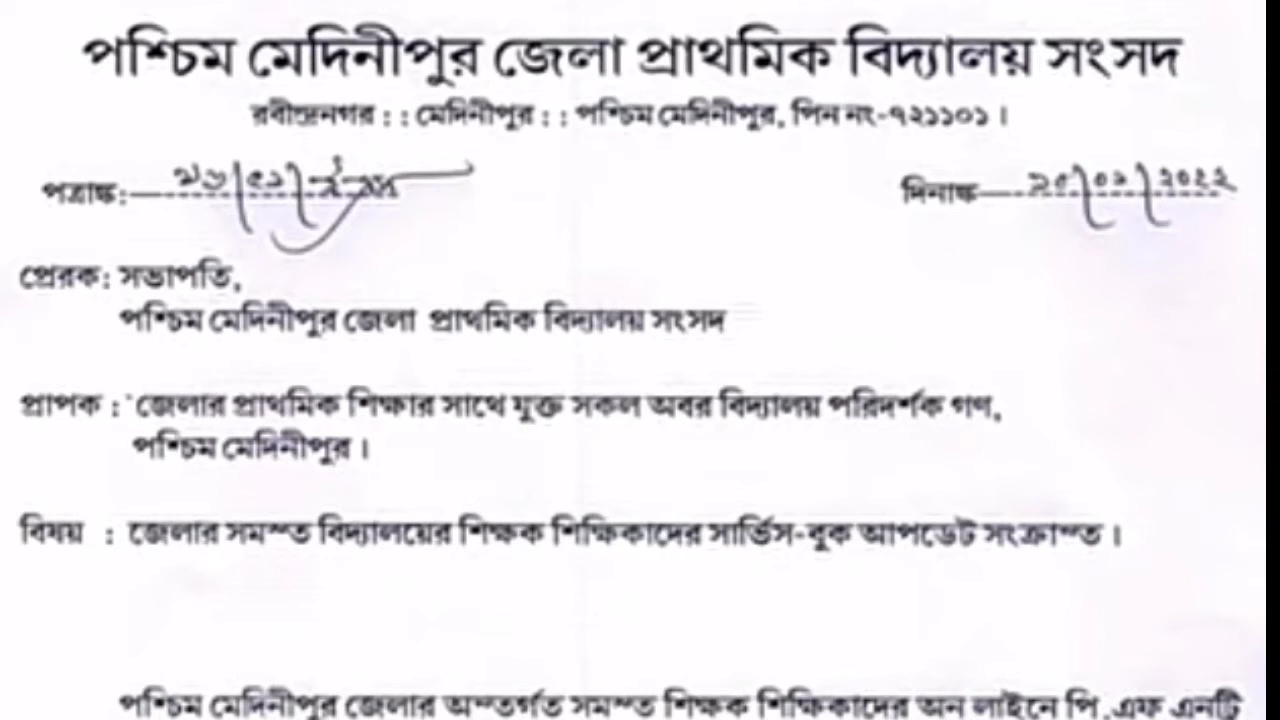 পশ্চিম মেদিনীপুর জেলা প্রাথমিক বিদ্যালয় সংসদ
রবীন্দ্রনগর : : মেদিনীপুর : : পশ্চিম মেদিনীপুর, পিন নং-৭২১১০১ ।
পত্রাঙ্ক:
দিনাঙ্ক
প্রেরক: সভাপতি,
পশ্চিম মেদিনীপুর জেলা প্রাথমিক বিদ্যালয় সংসদ
প্রাপক : জেলার প্রাথমিক শিক্ষার সাথে যুক্ত সকল অবর বিদ্যালয় পরিদর্শক গণ,
পশ্চিম মেদিনীপুর ।
বিষয় : জেলার সমস্ত বিদ্যালয়ের শিক্ষক শিক্ষিকাদের সার্ভিস-বুক আপডেট সংক্রান্ত ।
পশ্চিম মেদিনীপুর জেলার অন্তর্গত সমস্ত শিক্ষক শিক্ষিকাদের অন লাইনে পি.এফ এনট্রি